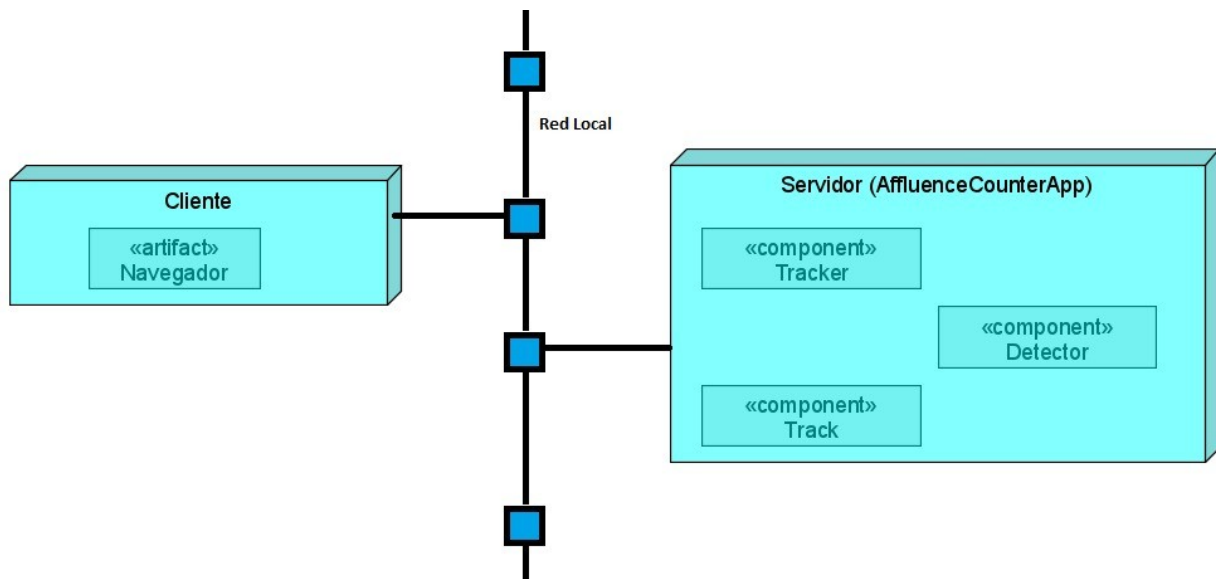 Red Local
Cliente
«artifact»
Navegador
Servidor (AffluenceCounterApp)
«component»
Tracker
«component»
Detector
«component»
Track